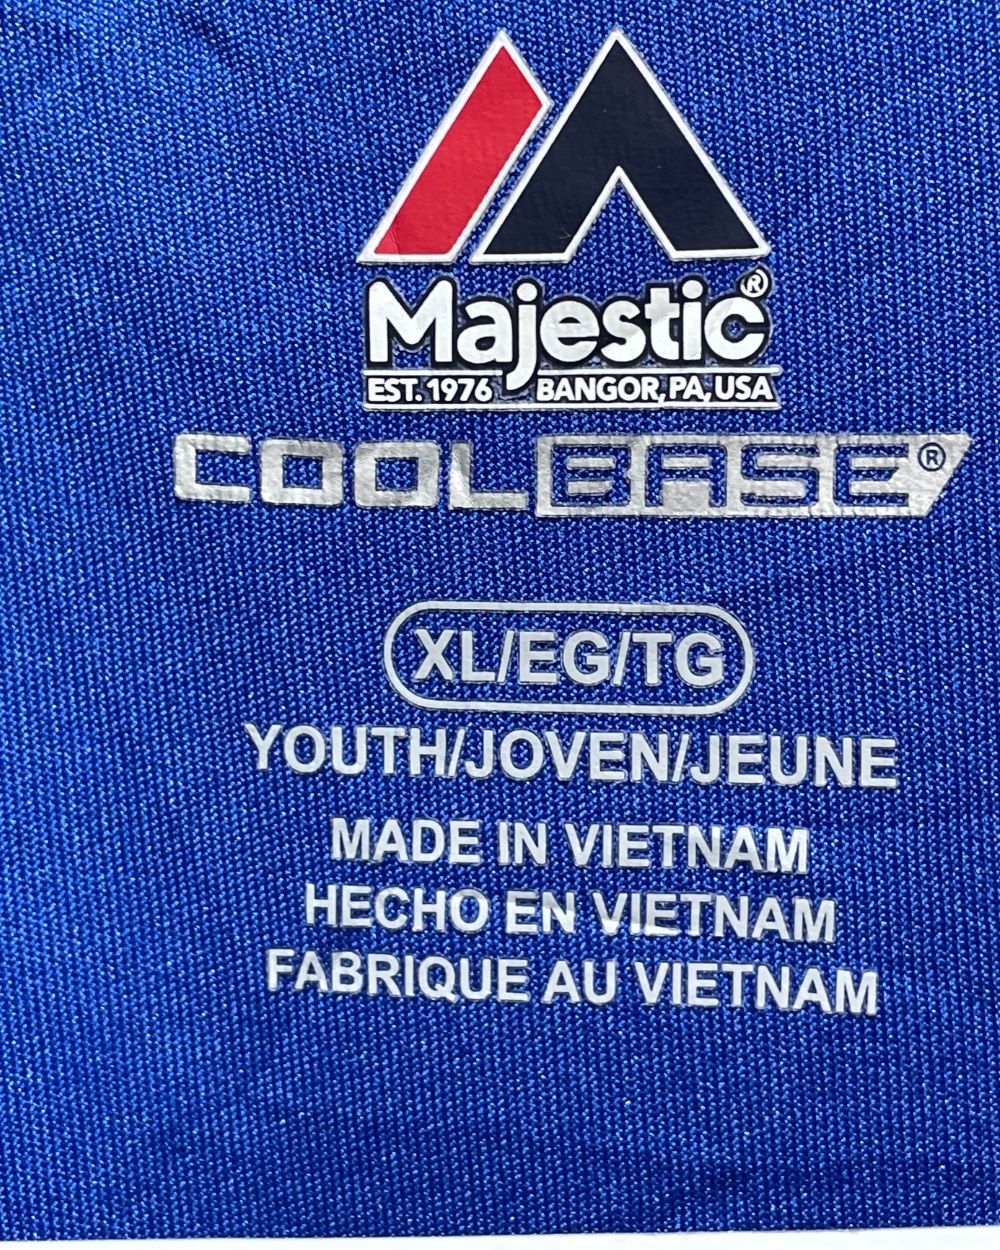 Majestic®
EST. 1976 BANGOR, PA, USA
COOLBASE®
XL/EG/TG
YOUTH/JOVEN/JEUNE
MADE IN VIETNAM
HECHO EN VIETNAM
FABRIQUE AU VIETNAM